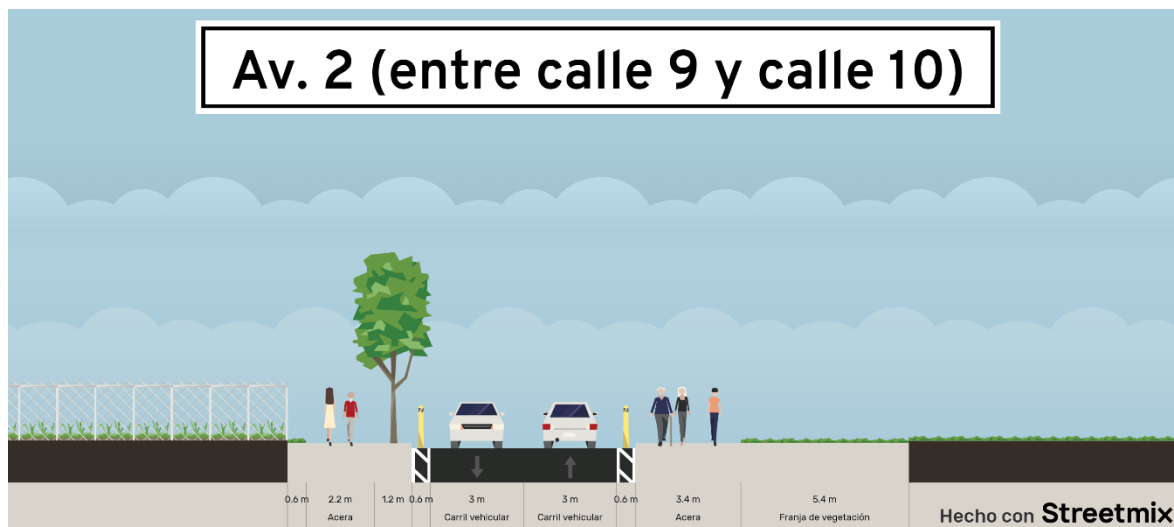 Av. 2 (entre calle 9 y calle 10)
0.6 m 2.2 m 1.2 m 0.6 m 3 m 3 m 0.6 m 3.4 m 5.4 m
Acera Carril vehicular Carril vehicular Acera Franja de vegetación
Hecho con Streetmix